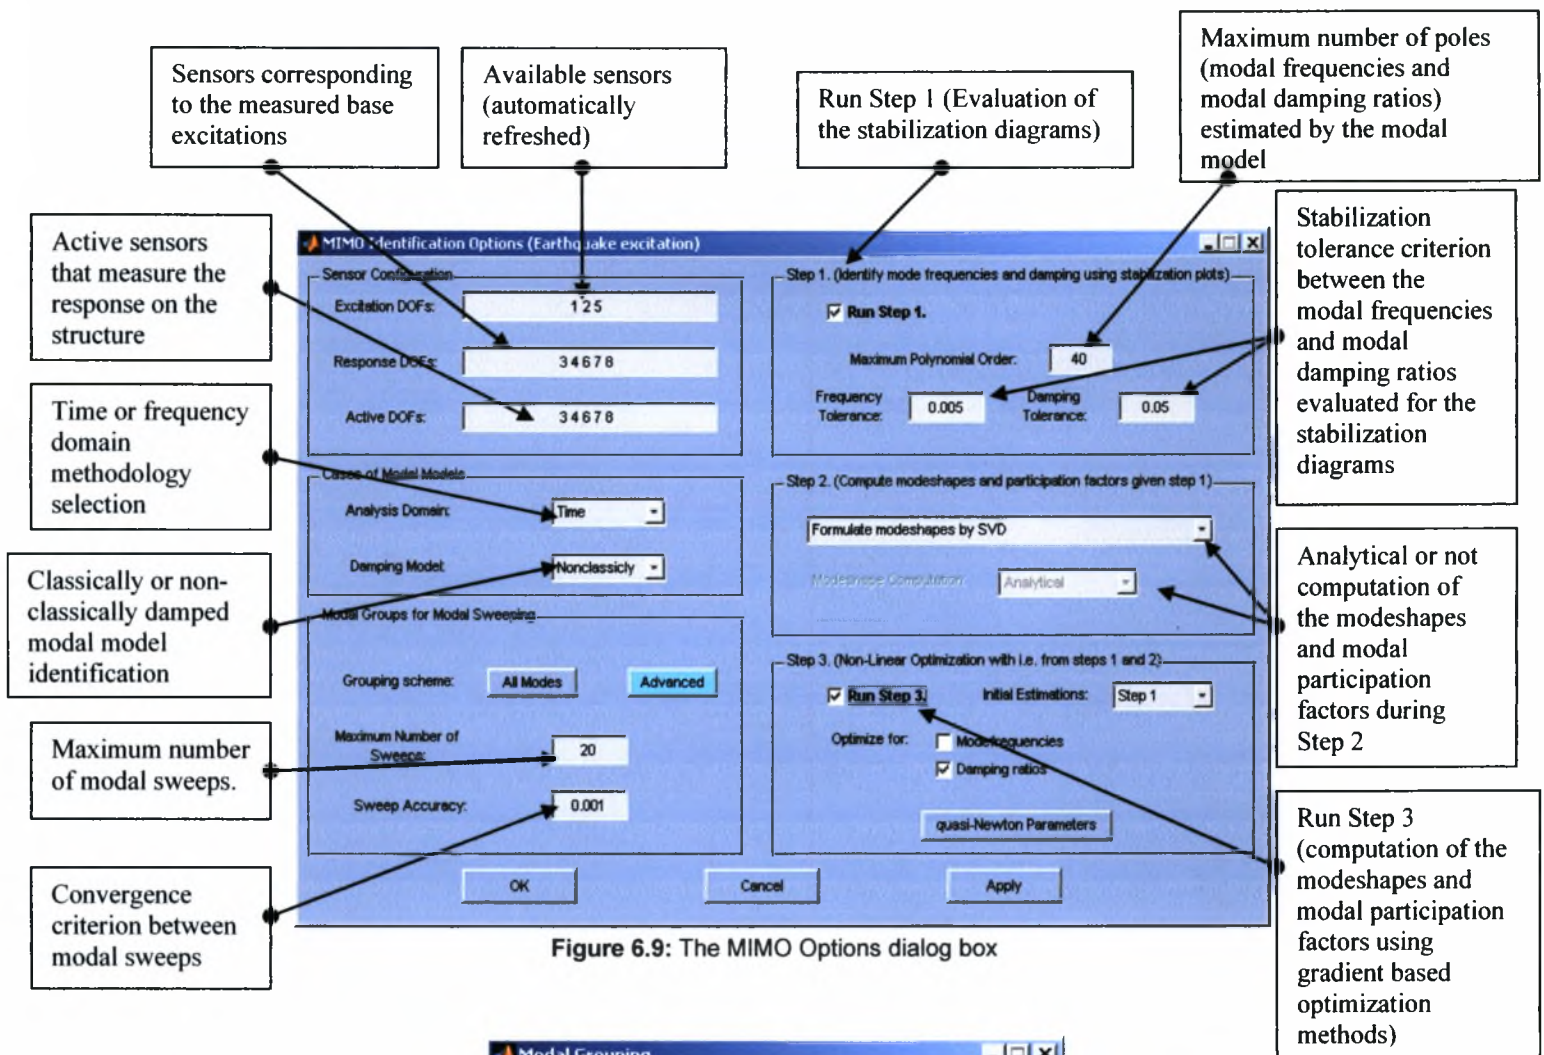 Sensors corresponding
to the measured base
excitations
Available sensors
(automatically
refreshed)
Run Step 1 (Evaluation of
the stabilization diagrams)
Maximum number of poles
(modal frequencies and
modal damping ratios)
estimated by the modal
model
Active sensors
that measure the
response on the
structure
Time or frequency
domain
methodology
selection
Classically or non-
classically damped
modal model
identification
Maximum number
of modal sweeps.
Convergence
criterion between
modal sweeps
MIMO Identification Options (Earthquake excitation)
Sensor Configuration
Excitation DOFs: 1 2 5
Response DOFs: 3 4 6 7 8
Active DOFs: 3 4 6 7 8
Cases of Modal Models
Analysis Domain: Time
Damping Model: Nonclassicly
Modal Groups for Modal Sweeping
Grouping scheme: All Modes Advanced
Maximum Number of
Sweeps: 20
Sweep Accuracy: 0.001
Step 1. (Identify mode frequencies and damping using stabilization plots)
Run Step 1.
Maximum Polynomial Order: 40
Frequency
Tolerance: 0.005
Damping
Tolerance: 0.05
Step 2. (Compute modeshapes and participation factors given step 1)
Formulate modeshapes by SVD
Modeshape Computation: Analytical
Step 3. (Non-Linear Optimization with i.e. from steps 1 and 2)
Run Step 3. Initial Estimations: Step 1
Optimize for: Modefrequencies
Damping ratios
quasi-Newton Parameters
OK Cancel Apply
Stabilization
tolerance criterion
between the
modal frequencies
and modal
damping ratios
evaluated for the
stabilization
diagrams
Analytical or not
computation of
the modeshapes
and modal
participation
factors during
Step 2
Run Step 3
(computation of the
modeshapes and
modal participation
factors using
gradient based
optimization
methods)
Figure 6.9: The MIMO Options dialog box
Modal Grouping